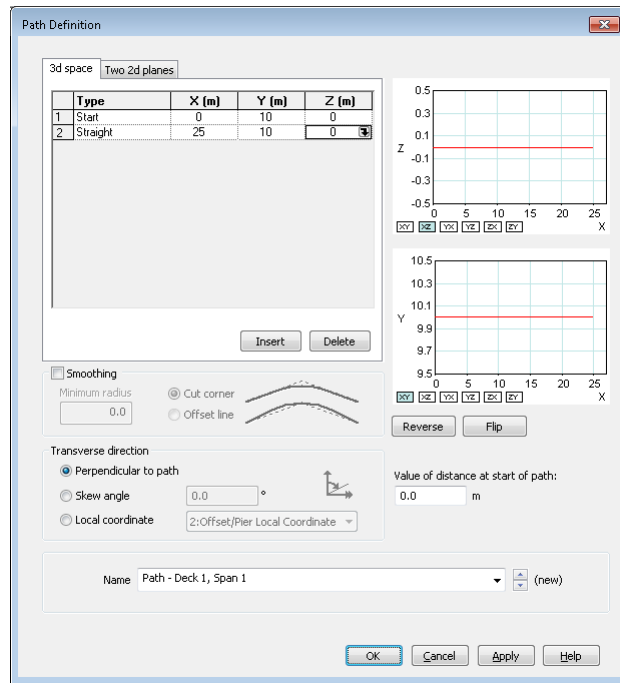 Path Definition
3d space Two 2d planes
Type X (m) Y (m) Z (m)
1 Start 0 10 0
2 Straight 25 10 0
Insert Delete
0.5
0.3
0.1
Z -0.1
-0.3
-0.5
0 5 10 15 20 25
XY XZ YX YZ ZX ZY X
10.5
10.3
10.1
Y 9.9
9.7
9.5
0 5 10 15 20 25
XY XZ YX YZ ZX ZY X
Reverse Flip
Smoothing
Minimum radius Cut corner
0.0 Offset line
Transverse direction
Perpendicular to path
Skew angle 0.0 °
Local coordinate 2:Offset/Pier Local Coordinate
Value of distance at start of path:
0.0 m
Name Path - Deck 1, Span 1 (new)
OK Cancel Apply Help